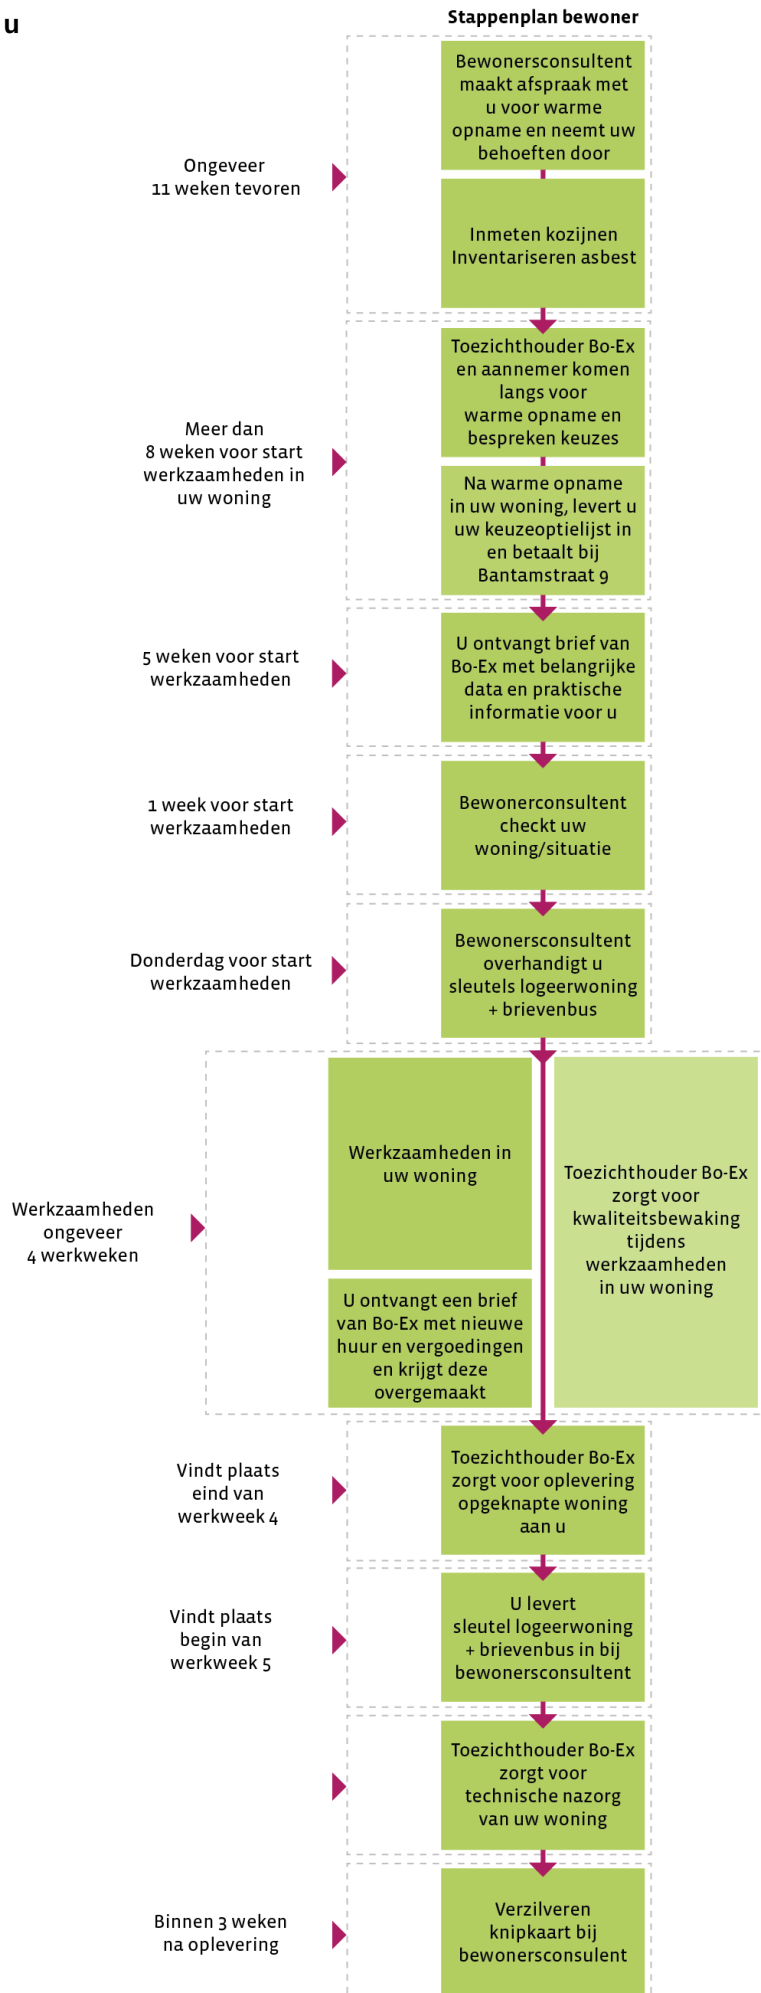 u
Stappenplan bewoner
Ongeveer
11 weken tevoren
Bewonersconsultent
maakt afspraak met
u voor warme
opname en neemt uw
behoeften door
Inmeten kozijnen
Inventariseren asbest
Meer dan
8 weken voor start
werkzaamheden in
uw woning
Toezichthouder Bo-Ex
en aannemer komen
langs voor
warme opname en
bespreken keuzes
Na warme opname
in uw woning, levert u
uw keuzeoptielijst in
en betaalt bij
Bantamstraat 9
5 weken voor start
werkzaamheden
U ontvangt brief van
Bo-Ex met belangrijke
data en praktische
informatie voor u
1 week voor start
werkzaamheden
Bewonerconsultent
checkt uw
woning/situatie
Donderdag voor start
werkzaamheden
Bewonersconsultent
overhandigt u
sleutels logeerwoning
+ brievenbus
Werkzaamheden
ongeveer
4 werkweken
Werkzaamheden in
uw woning
U ontvangt een brief
van Bo-Ex met nieuwe
huur en vergoedingen
en krijgt deze
overgemaakt
Toezichthouder Bo-Ex
zorgt voor
kwaliteitsbewaking
tijdens
werkzaamheden
in uw woning
Vindt plaats
eind van
werkweek 4
Toezichthouder Bo-Ex
zorgt voor oplevering
opgeknapte woning
aan u
Vindt plaats
begin van
werkweek 5
U levert
sleutel logeerwoning
+ brievenbus in bij
bewonersconsultent
Toezichthouder Bo-Ex
zorgt voor
technische nazorg
van uw woning
Binnen 3 weken
na oplevering
Verzilveren
knipkaart bij
bewonersconsulent